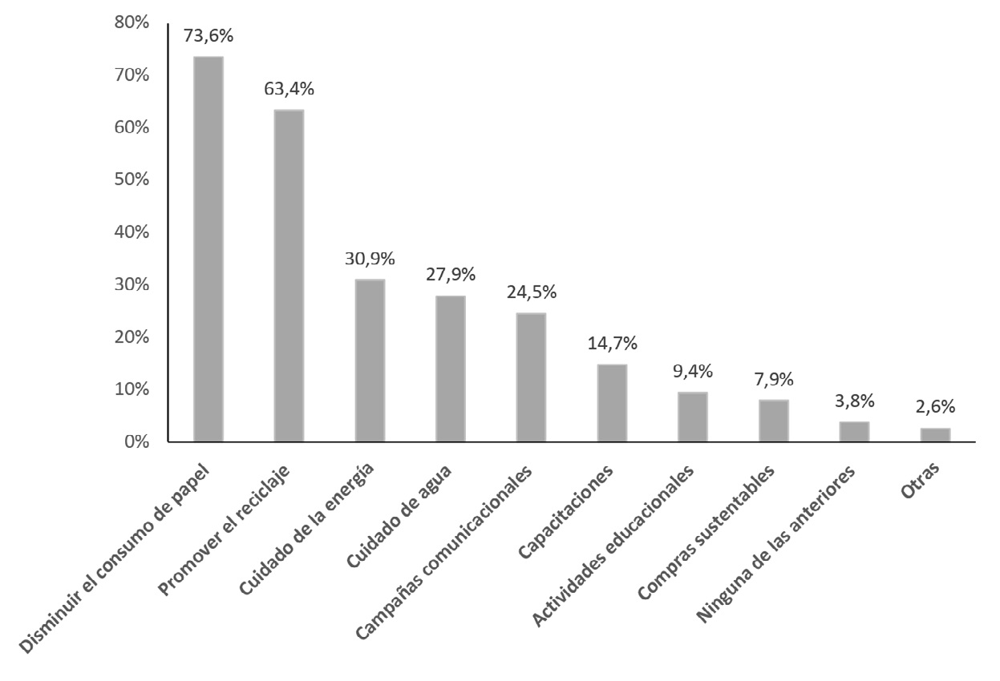 80%
70%
60%
50%
40%
30%
20%
10%
0%
73,6%
63,4%
30,9%
27,9%
24,5%
14,7%
9,4%
7,9%
3,8%
2,6%
Disminuir el consumo de papel
Promover el reciclaje
Cuidado de la energía
Cuidado de agua
Campañas comunicacionales
Capacitaciones
Actividades educacionales
Compras sustentables
Ninguna de las anteriores
Otras